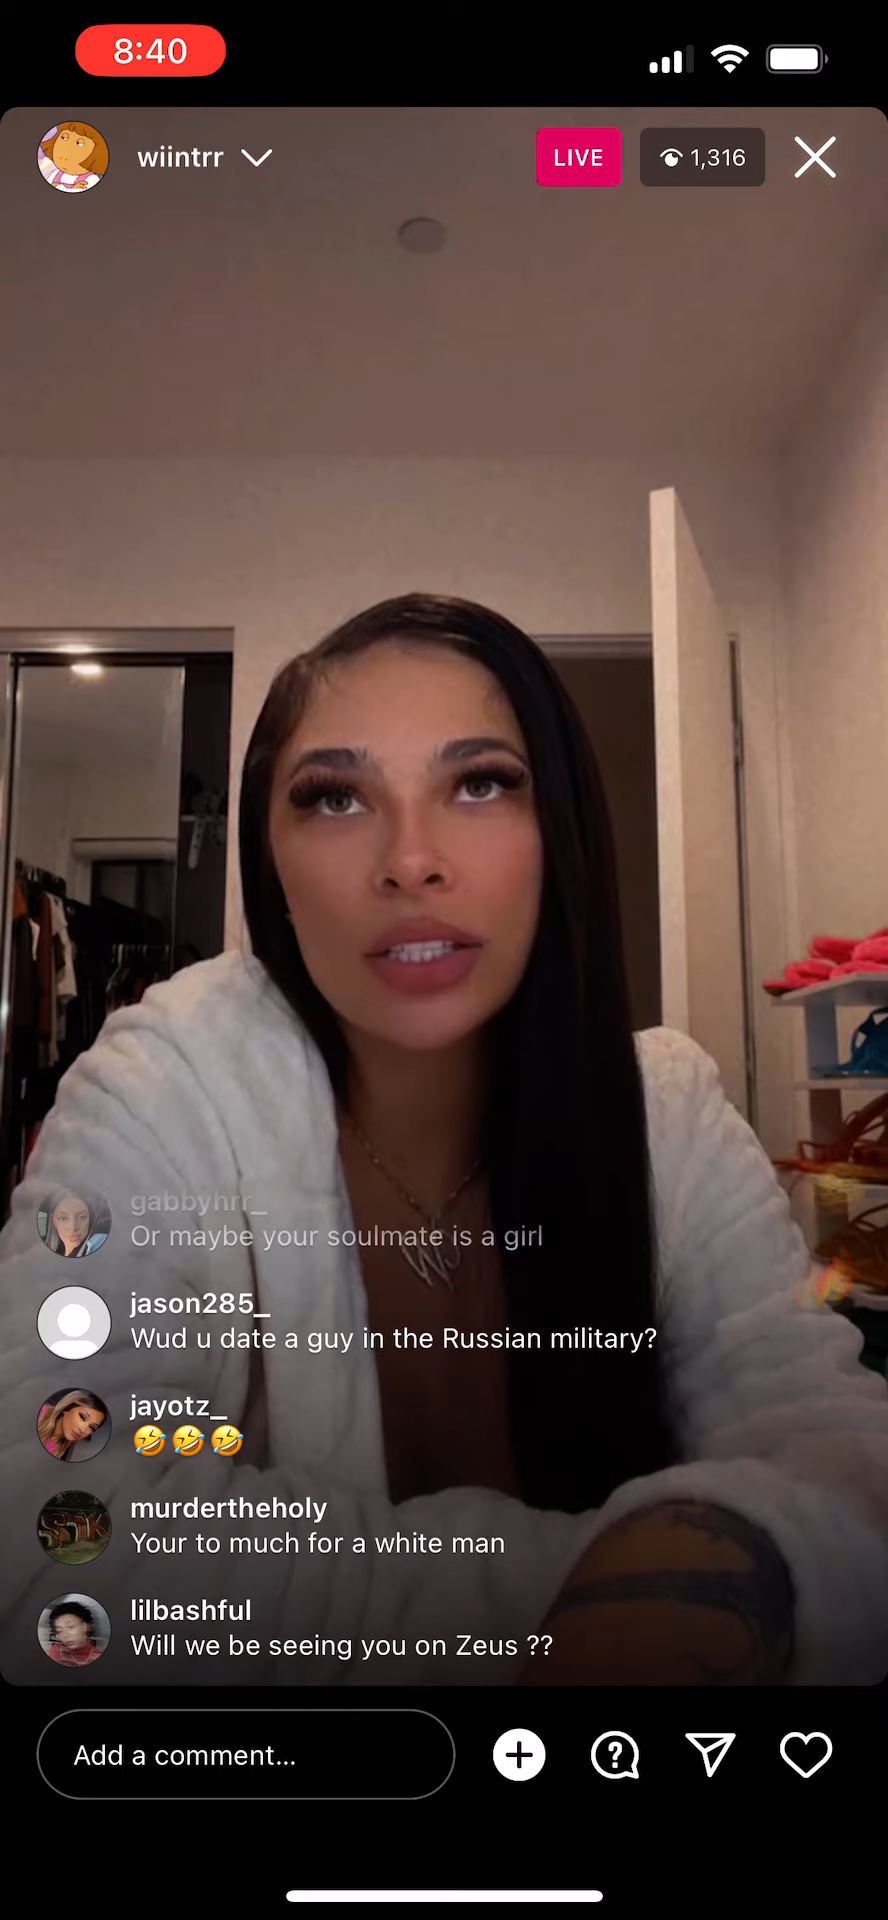 8:40
wiintrr
LIVE
1,316
gabbyhrr_
Or maybe your soulmate is a girl
jason285_
Wud u date a guy in the Russian military?
jayotz_
🤣🤣🤣
murdertheholy
Your to much for a white man
lilbashful
Will we be seeing you on Zeus ??
Add a comment...